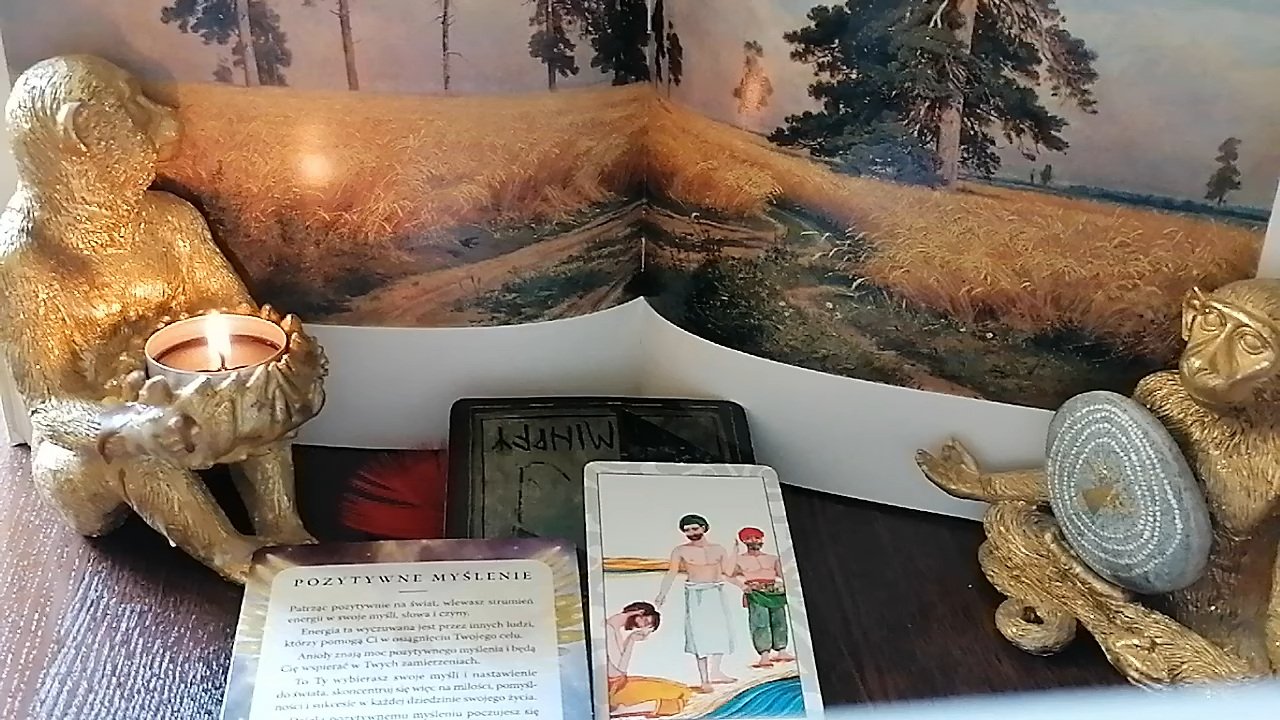 POZYTYWNE MYŚLENIE
Patrząc pozytywnie na świat, wlewasz strumień
energii w swoje myśli, słowa i czyny.
Energia ta wyczuwana jest przez innych ludzi,
którzy pomogą Ci w osiągnięciu Twojego celu.
Anioły znają moc pozytywnego myślenia i będą
Cię wspierać w Twych zamierzeniach.
To Ty wybierasz swoje myśli i nastawienie
do świata, skoncentruj się więc na miłości, pomyśl-
ności i sukcesie w każdej dziedzinie swojego życia.
pozytywnemu myśleniu poczujesz się